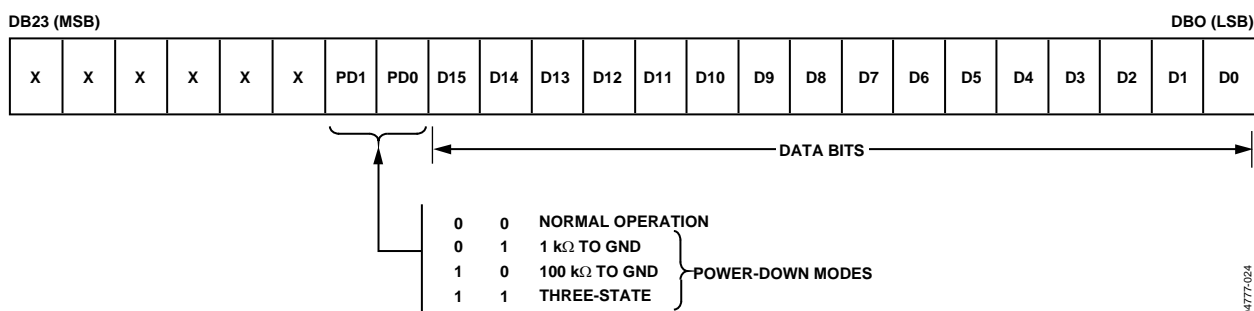 DB23 (MSB) DBO (LSB)
X X X X X X PD1 PD0 D15 D14 D13 D12 D11 D10 D9 D8 D7 D6 D5 D4 D3 D2 D1 D0
DATA BITS
0 0 NORMAL OPERATION
0 1 1 kΩ TO GND
1 0 100 kΩ TO GND
POWER-DOWN MODES
1 1 THREE-STATE
4777-024